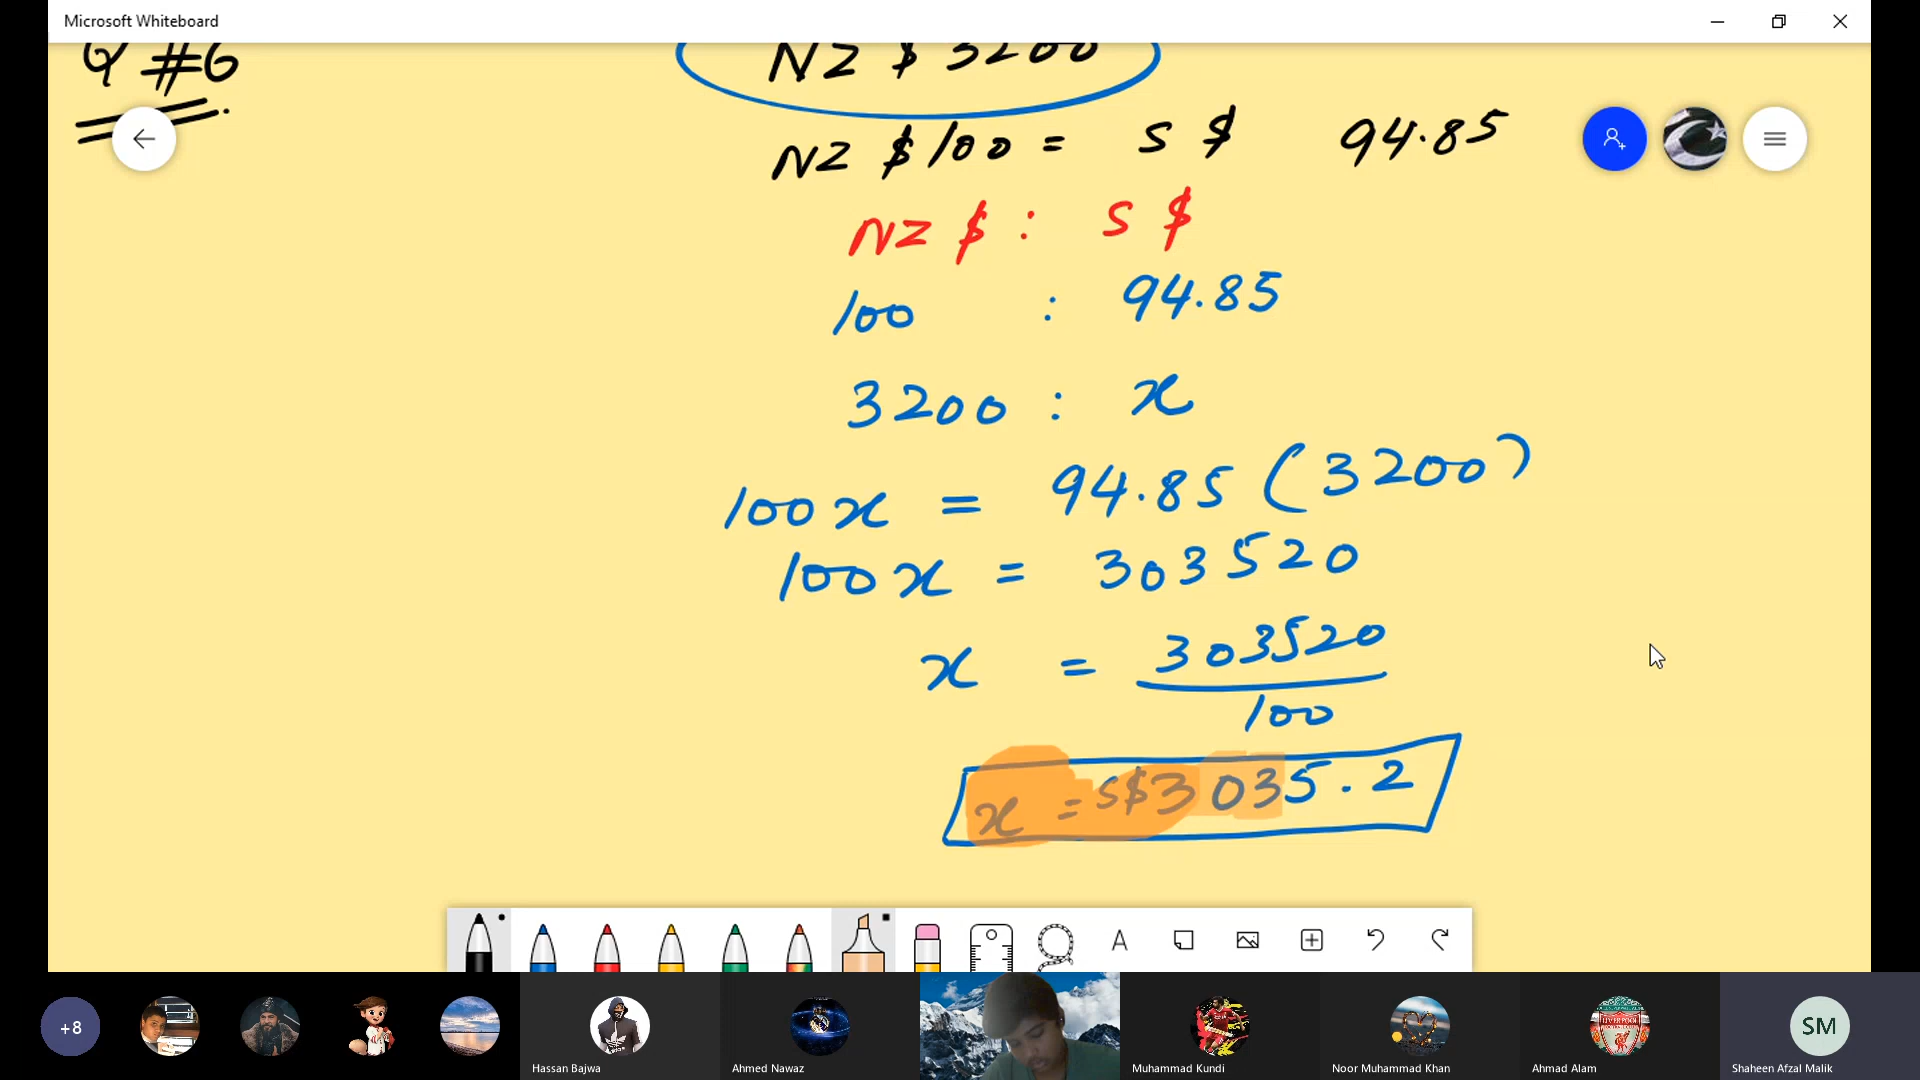 Microsoft Whiteboard
Q #6
NZ $ 3200
NZ $ 100 = S $ 94.85
NZ $ : S $
100 : 94.85
3200 : x
100x = 94.85 (3200)
100x = 303520
x = 303520
100
x = S$3035.2
A
+8
Hassan Bajwa
Ahmed Nawaz
Muhammad Kundi
Noor Muhammad Khan
LIVERPOOL
Ahmad Alam
SM
Shaheen Afzal Malik